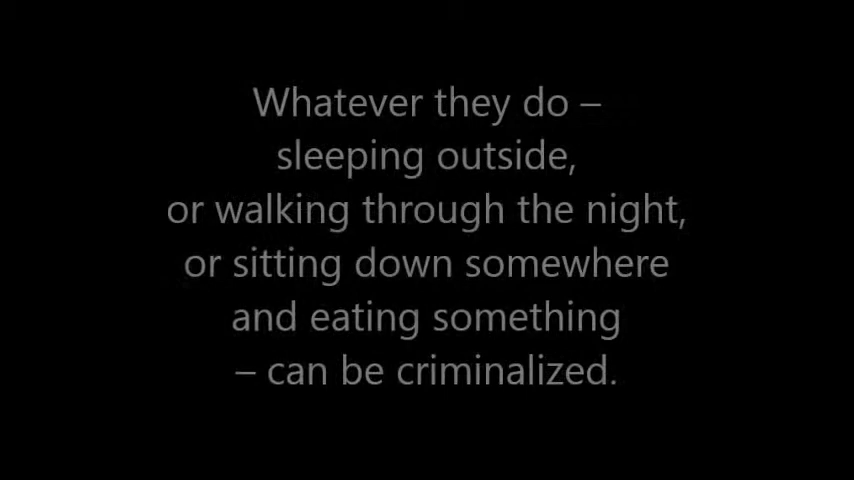 Whatever they do –
sleeping outside,
or walking through the night,
or sitting down somewhere
and eating something
– can be criminalized.